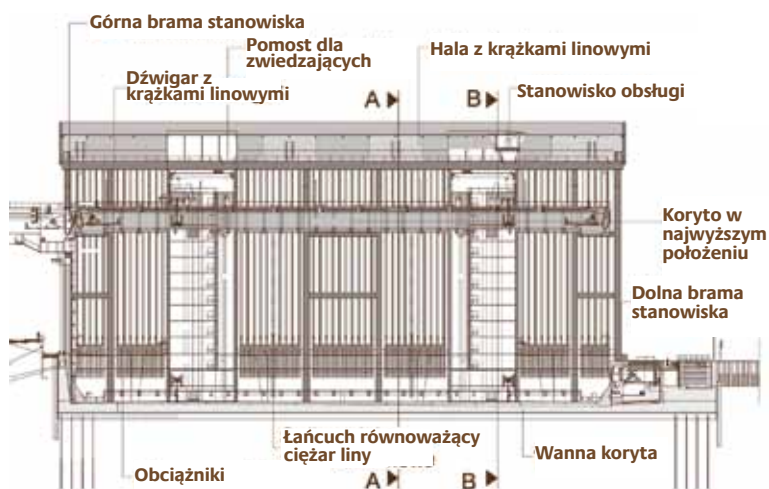 Górna brama stanowiska
Pomost dla
zwiedzających
Hala z krążkami linowymi
Dźwigar z
krążkami linowymi
A
B
Stanowisko obsługi
Koryto w
najwyższym
położeniu
Dolna brama
stanowiska
Łańcuch równoważący
ciężar liny
Wanna koryta
Obciążniki
A
B